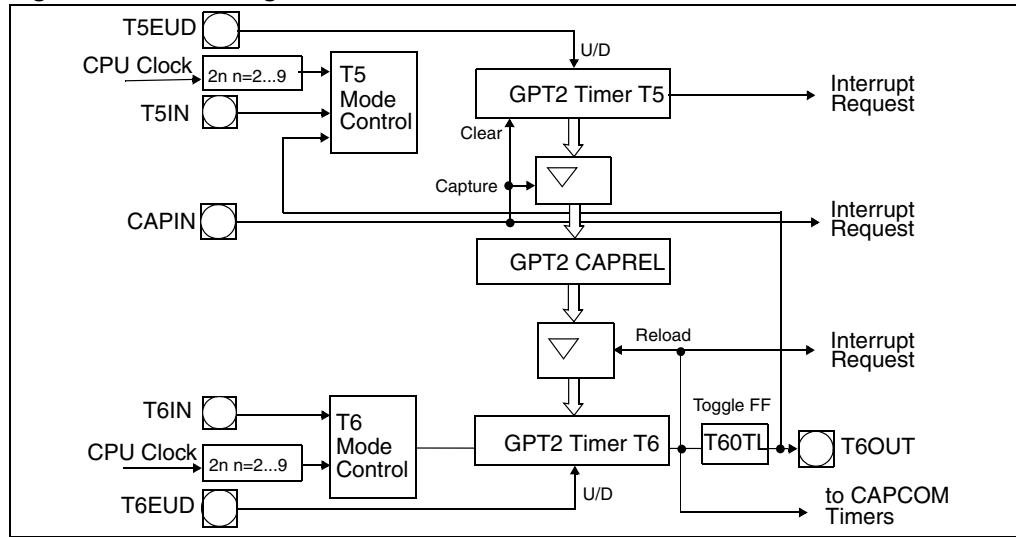 T5EUD
U/D
CPU Clock
2n n=2...9
T5
Mode
Control
T5IN
GPT2 Timer T5
Interrupt
Request
Clear
Capture
CAPIN
Interrupt
Request
GPT2 CAPREL
Reload
Interrupt
Request
T6IN
T6
Mode
Control
Toggle FF
GPT2 Timer T6
T60TL
T6OUT
CPU Clock
2n n=2...9
U/D
T6EUD
to CAPCOM
Timers